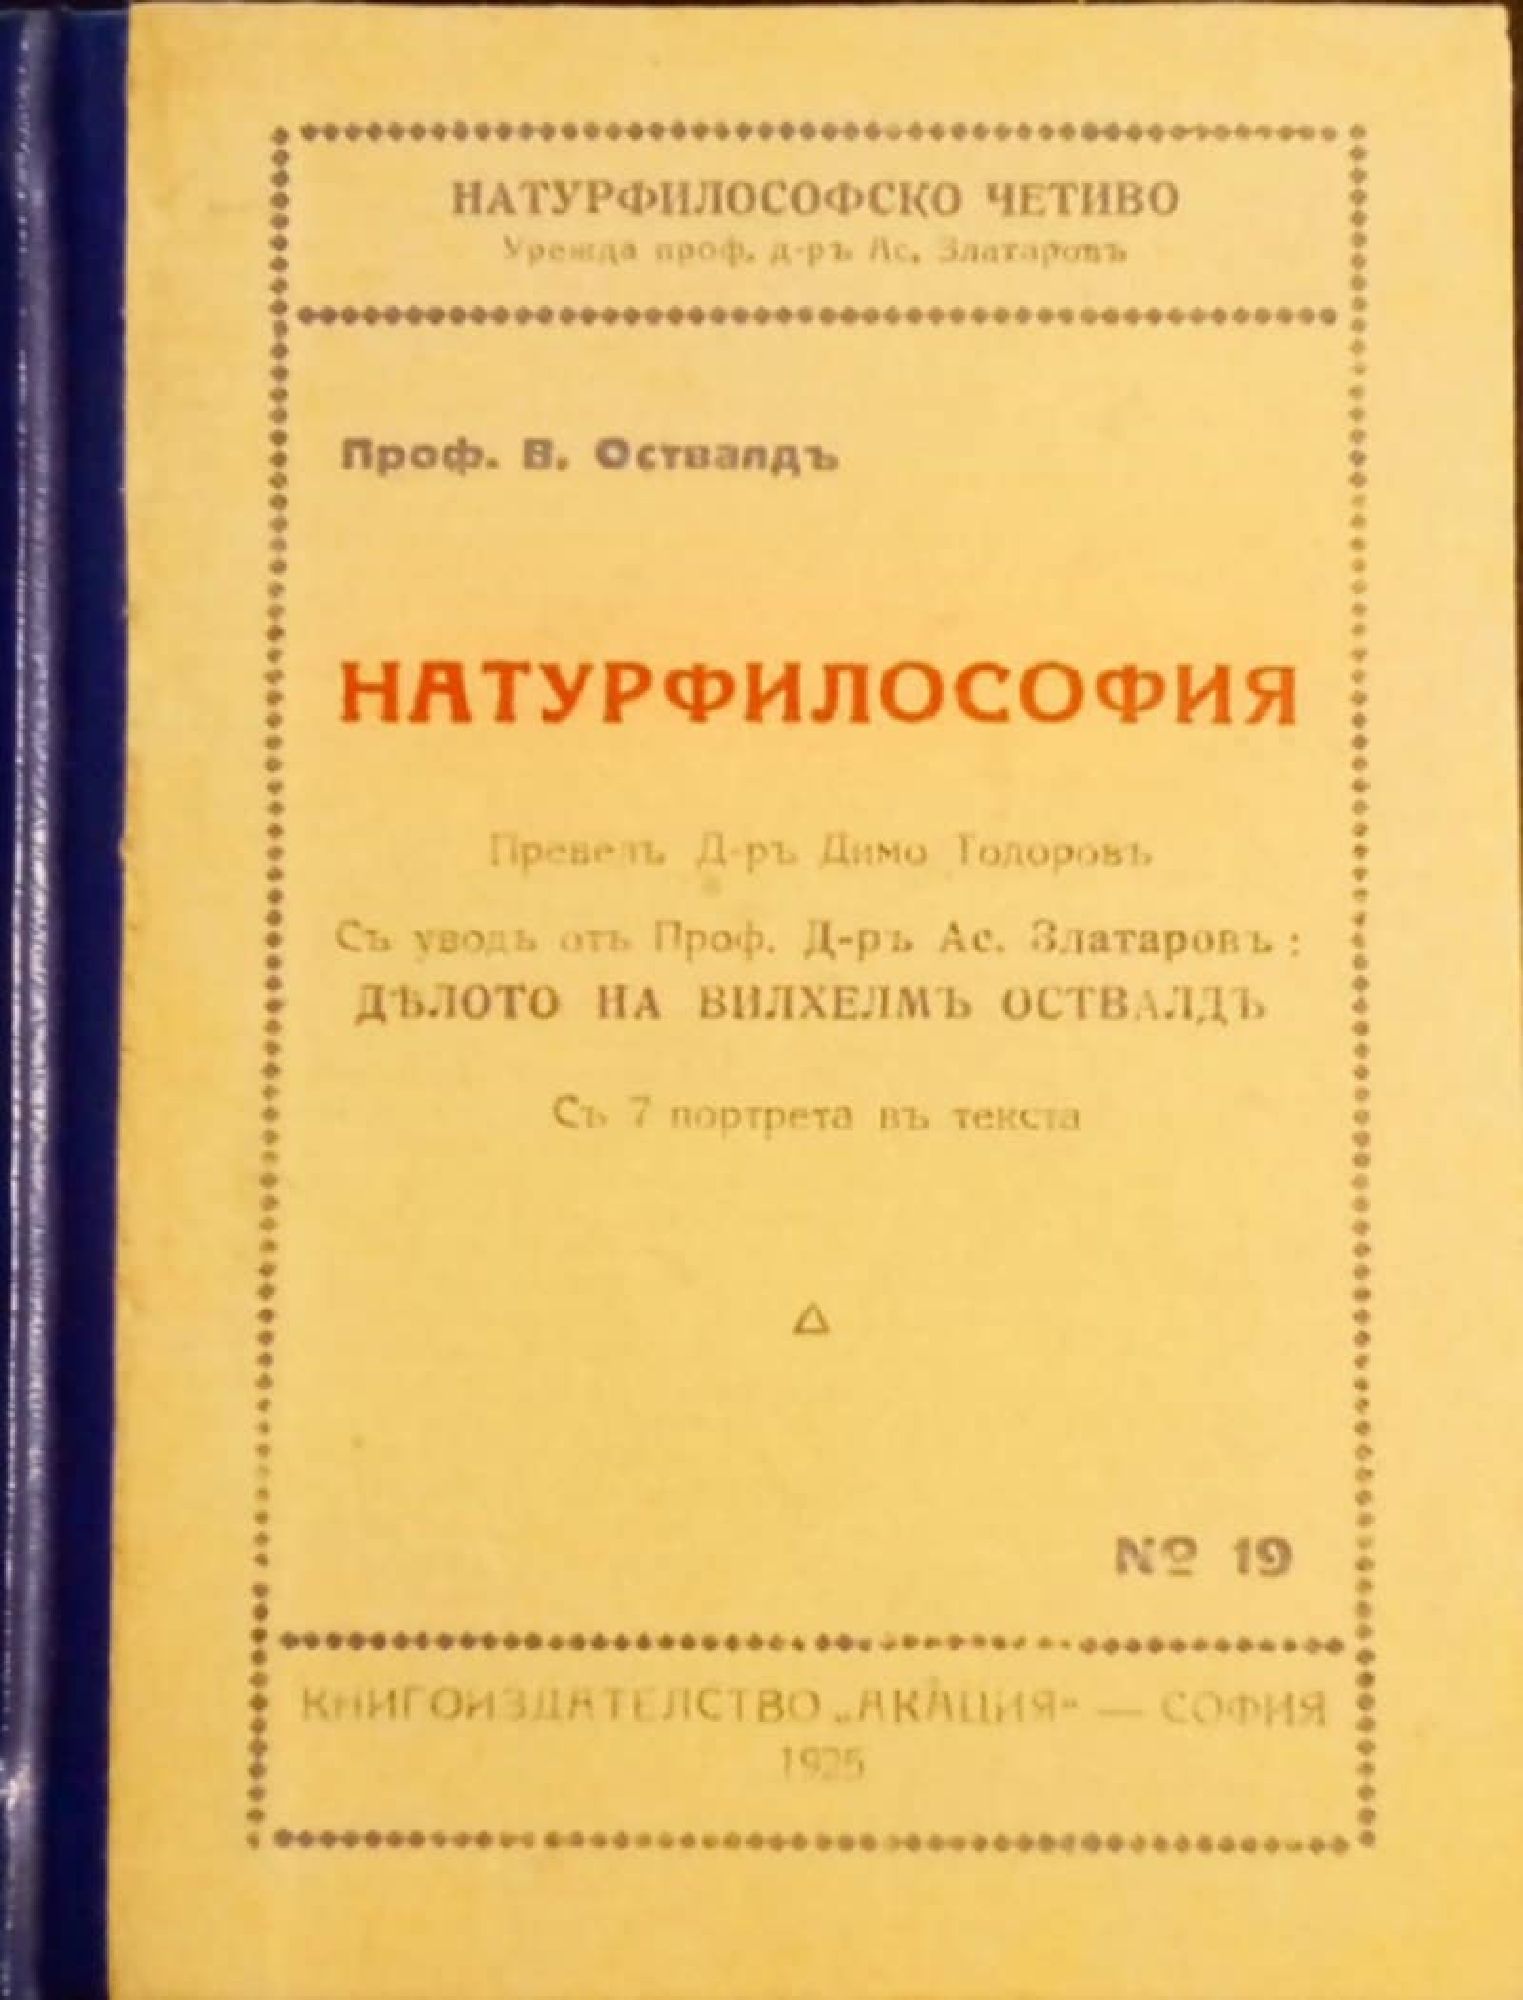 НАТУРФИЛОСОФСКО ЧЕТИВО
Урежда проф. д-ръ Ас. Златаровъ
Проф. В. Оствалдъ
НАТУРФИЛОСОФИЯ
Превелъ Д-ръ Димо Тодоровъ
Съ уводъ отъ Проф. Д-ръ Ас. Златаровъ:
ДѢЛОТО НА ВИЛХЕЛМЪ ОСТВАЛДЪ
Съ 7 портрета въ текста
№ 19
КНИГОИЗДАТЕЛСТВО „АКАЦИЯ“ — СОФИЯ
1925